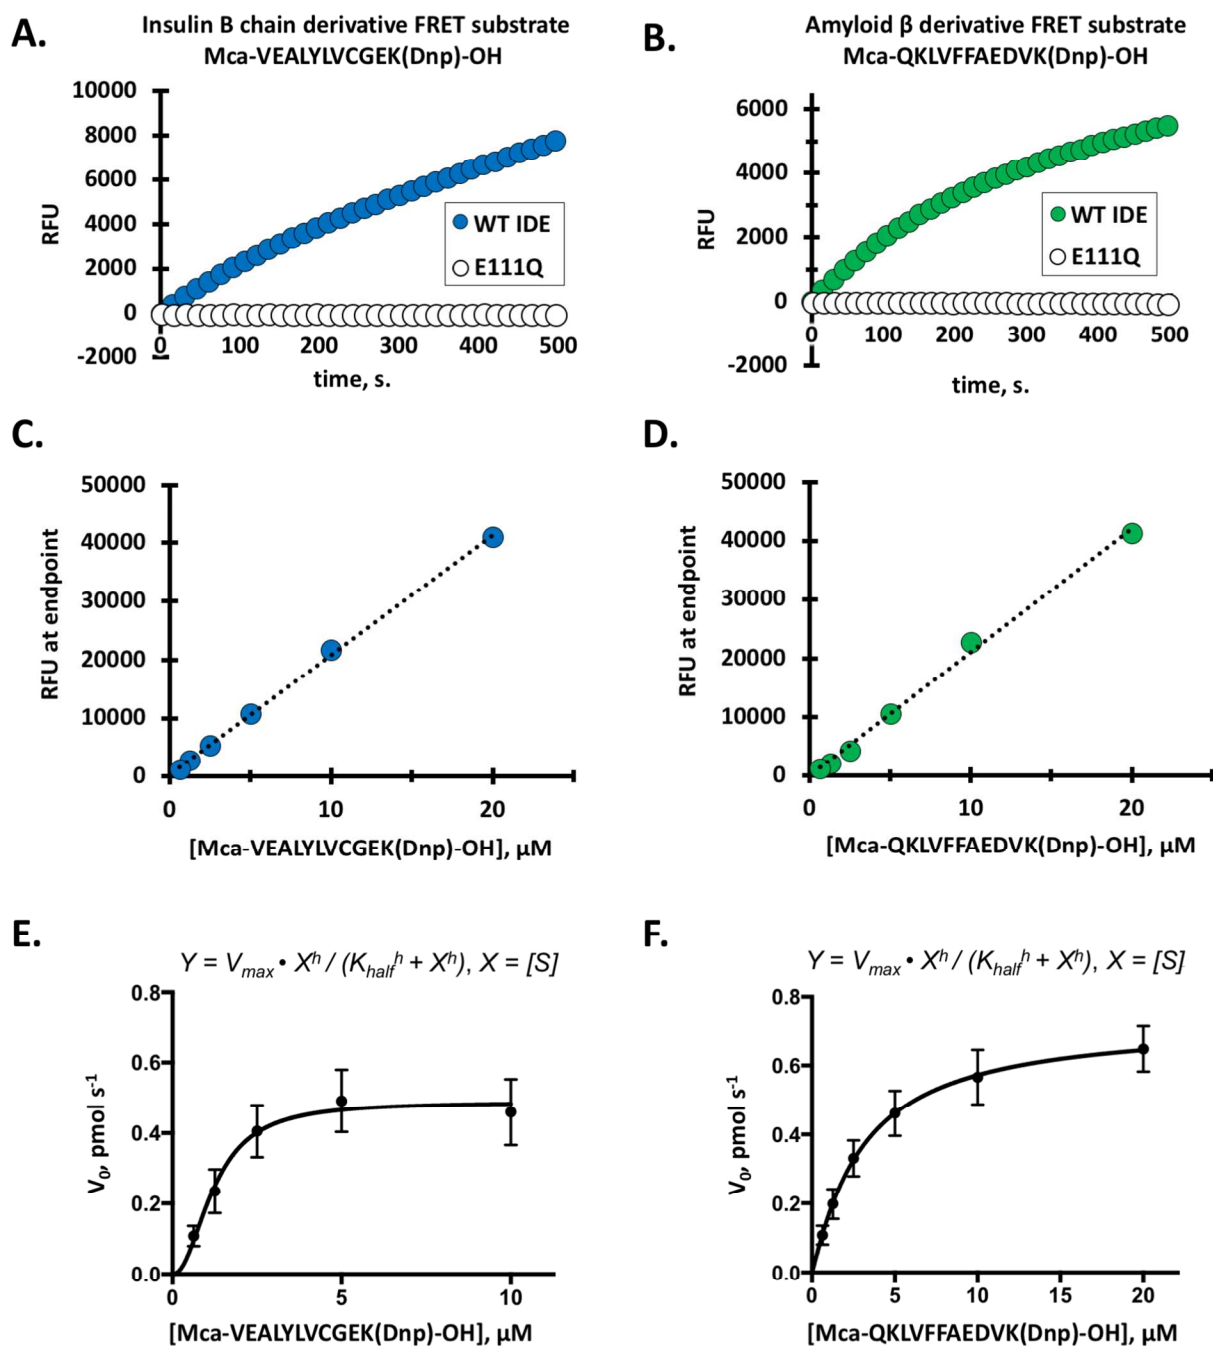 A.
Insulin B chain derivative FRET substrate
Mca-VEALYLVCGEK(Dnp)-OH
10000
8000
6000
4000
2000
0
-2000
RFU
WT IDE
E111Q
0 100 200 300 400 500
time, s.
B.
Amyloid β derivative FRET substrate
Mca-QKLVFFAEDVK(Dnp)-OH
6000
4000
2000
0
-2000
RFU
WT IDE
E111Q
0 100 200 300 400 500
time, s.
C.
50000
40000
30000
20000
10000
0
RFU at endpoint
0 10 20
[Mca-VEALYLVCGEK(Dnp)-OH], μM
D.
50000
40000
30000
20000
10000
0
RFU at endpoint
0 10 20
[Mca-QKLVFFAEDVK(Dnp)-OH], μM
E.
Y = Vmax • X^h / (Khalf^h + X^h), X = [S]
0.8
0.6
0.4
0.2
0.0
V₀, pmol s⁻¹
0 5 10
[Mca-VEALYLVCGEK(Dnp)-OH], μM
F.
Y = Vmax • X^h / (Khalf^h + X^h), X = [S]
0.8
0.6
0.4
0.2
0.0
V₀, pmol s⁻¹
0 5 10 15 20
[Mca-QKLVFFAEDVK(Dnp)-OH], μM